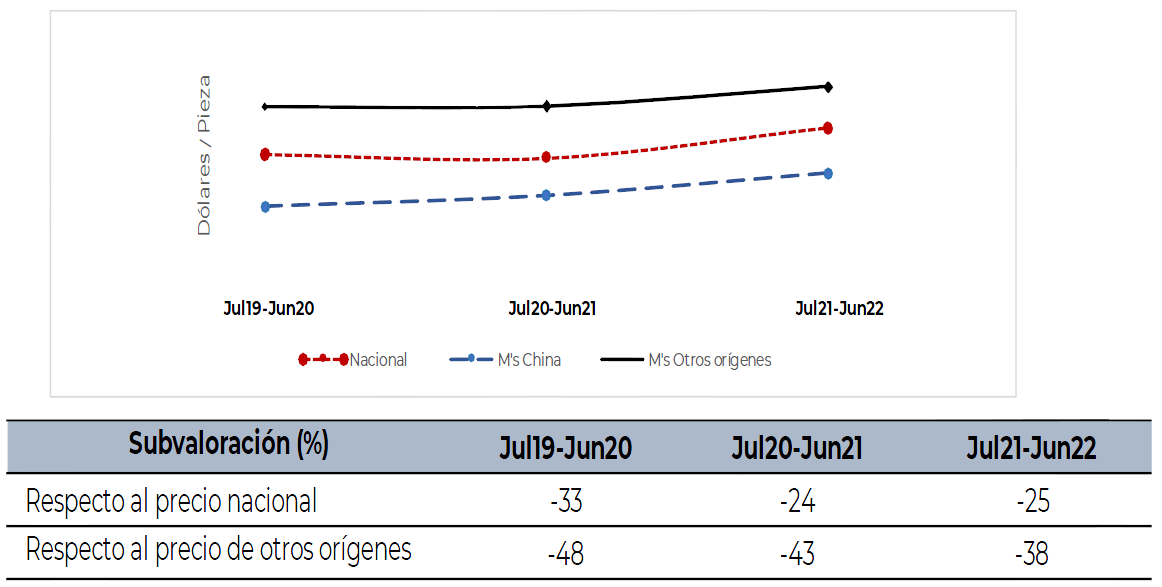 Dólares / Pieza
Jul19-Jun20 Jul20-Jun21 Jul21-Jun22
Nacional M's China M's Otros orígenes
Subvaloración (%) Jul19-Jun20 Jul20-Jun21 Jul21-Jun22
Respecto al precio nacional -33 -24 -25
Respecto al precio de otros orígenes -48 -43 -38